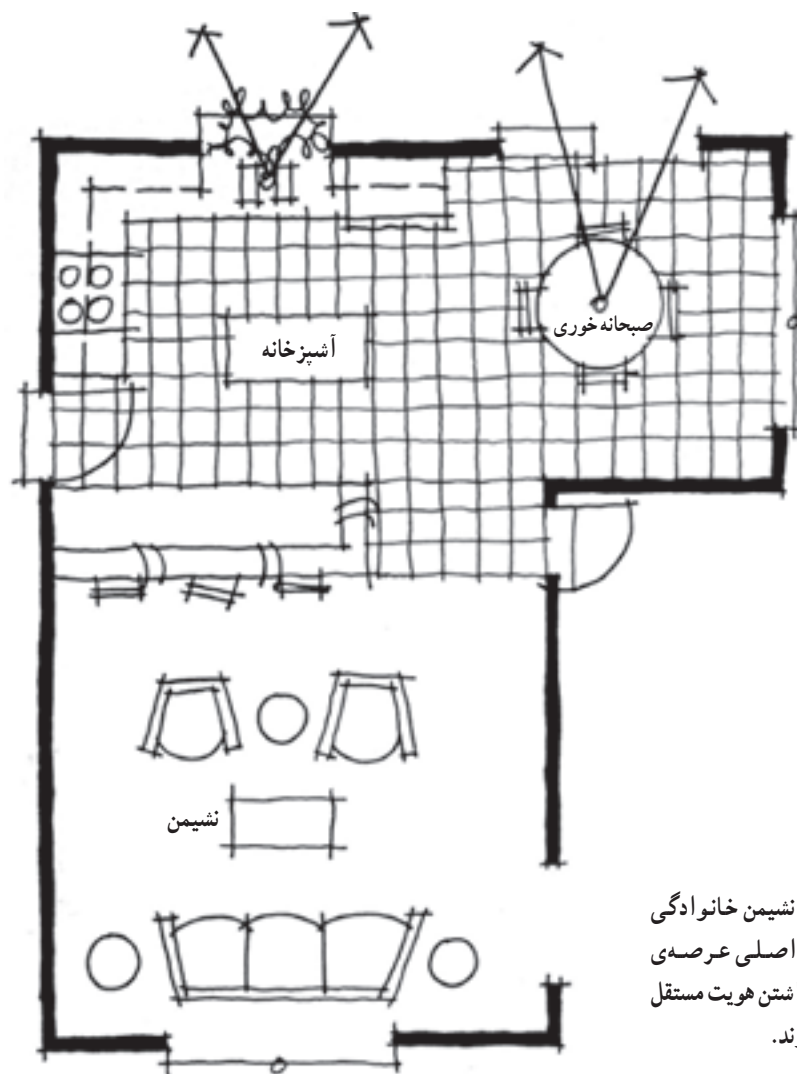 آشپزخانه
صبحانه‌خوری
نشیمن
نشیمن خانوادگی
اصلی عرصه‌ی
شتن هویت مستقل
ند.